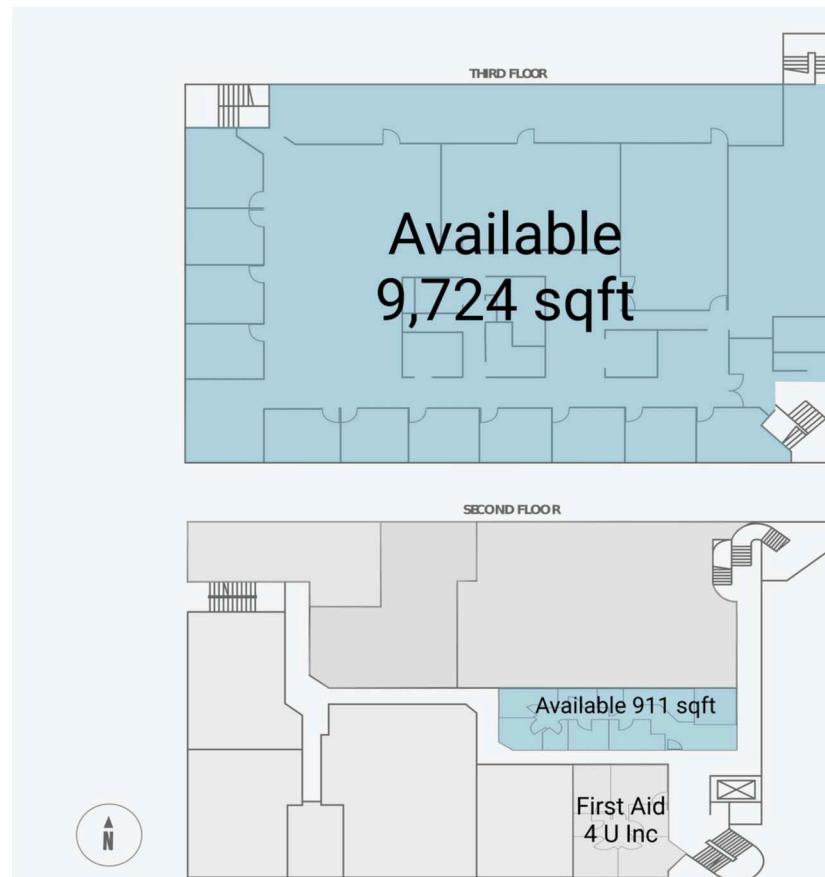 THIRD FLOOR
Available
9,724 sqft
SECOND FLOOR
Available 911 sqft
First Aid
4 U Inc
N